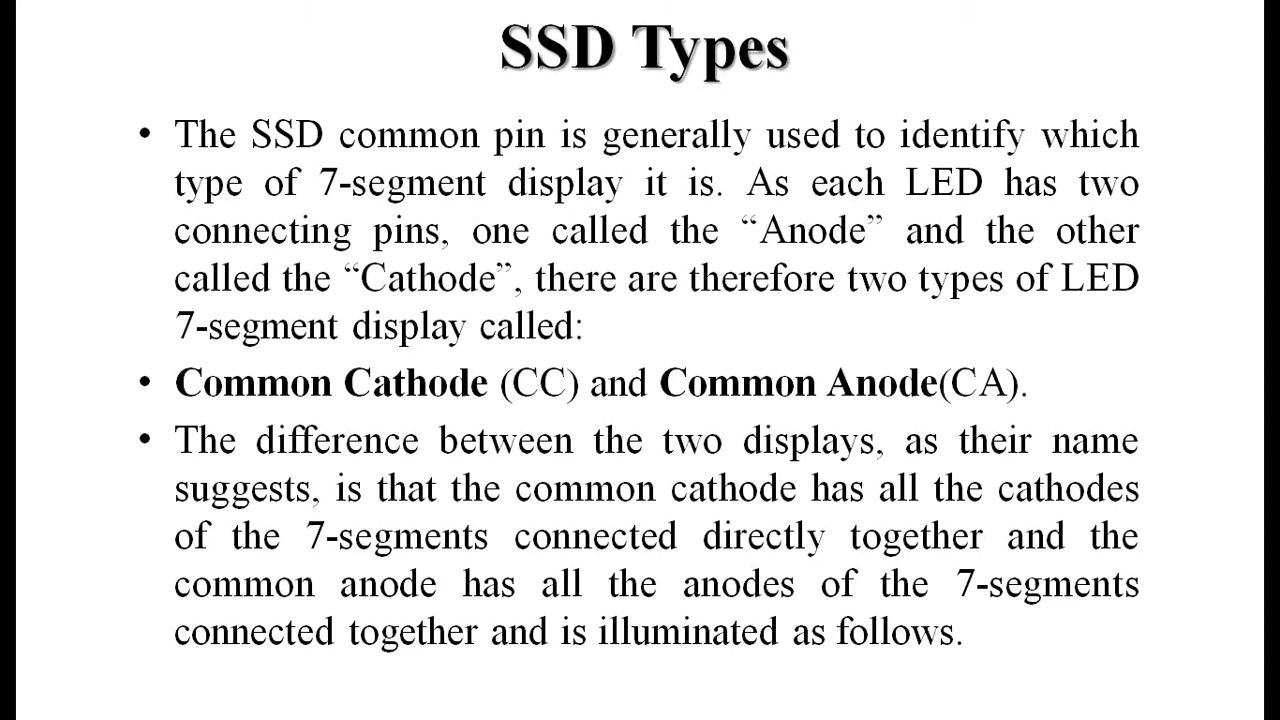 SSD Types
• The SSD common pin is generally used to identify which
type of 7-segment display it is. As each LED has two
connecting pins, one called the “Anode” and the other
called the “Cathode”, there are therefore two types of LED
7-segment display called:
• Common Cathode (CC) and Common Anode(CA).
• The difference between the two displays, as their name
suggests, is that the common cathode has all the cathodes
of the 7-segments connected directly together and the
common anode has all the anodes of the 7-segments
connected together and is illuminated as follows.